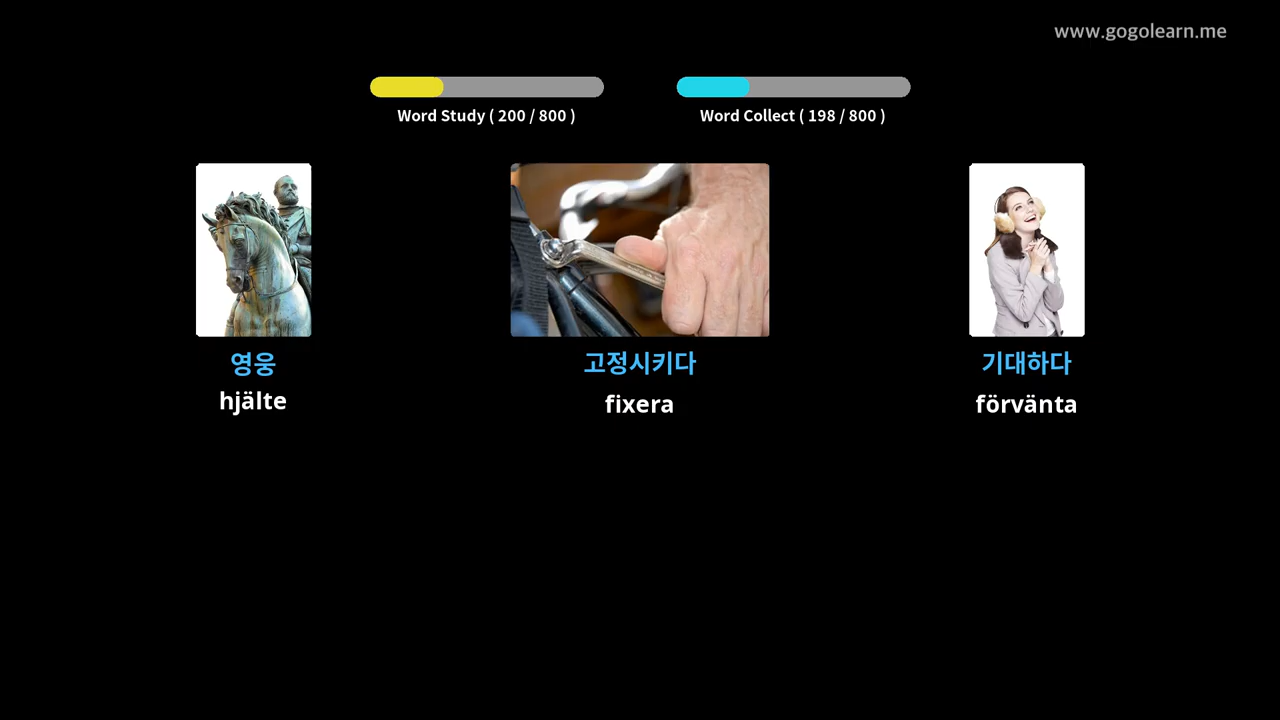 www.gogolearn.me
Word Study ( 200 / 800 )
Word Collect ( 198 / 800 )
영웅
hjälte
고정시키다
fixera
기대하다
förvänta